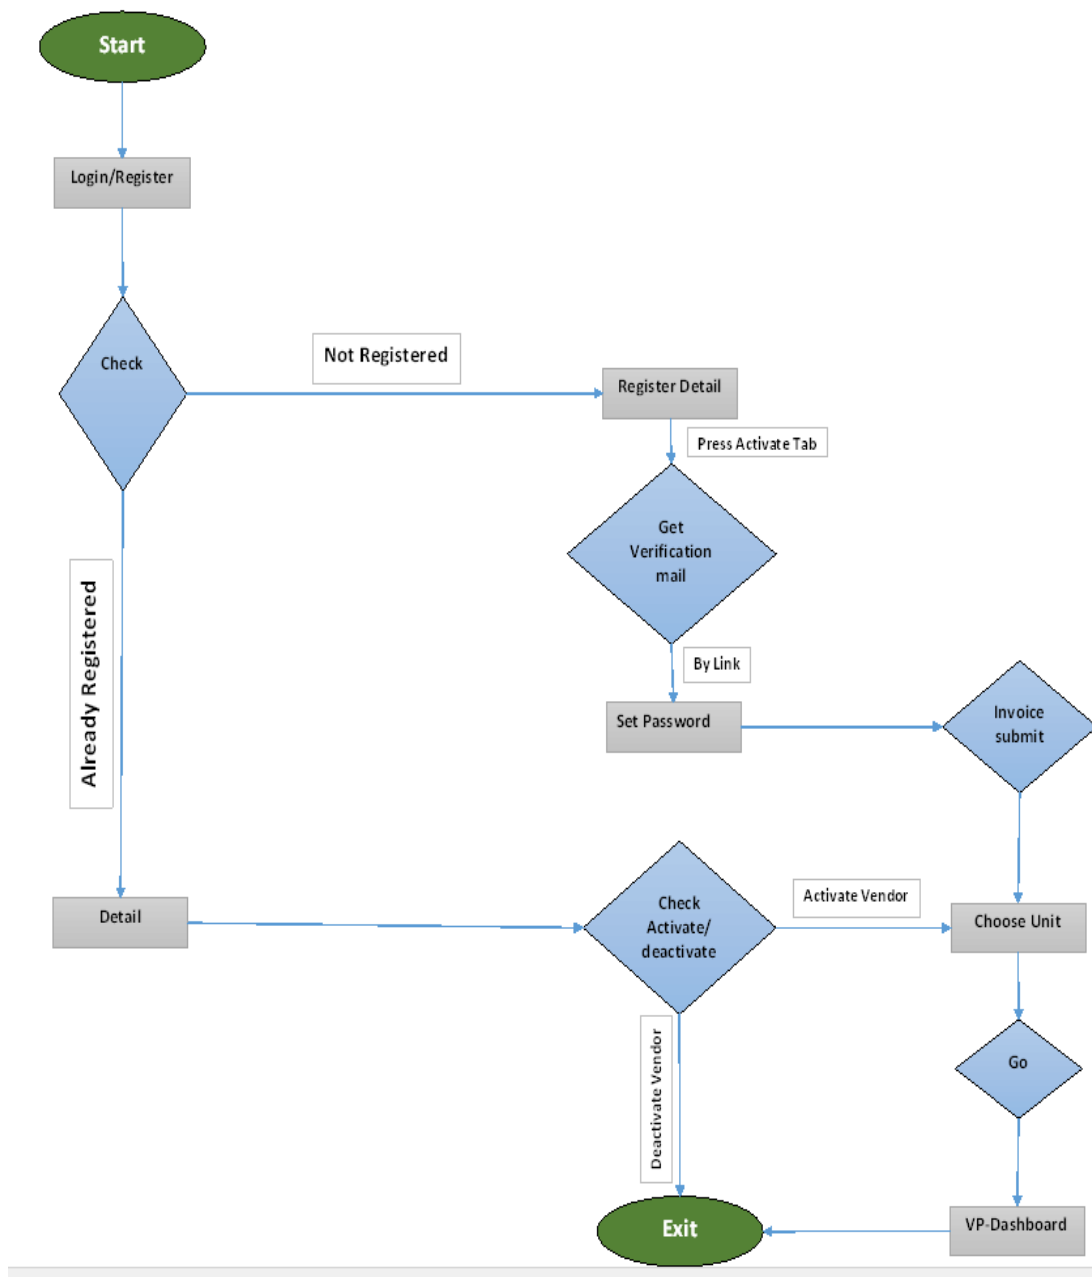 Start
Login/Register
Check
Not Registered
Register Detail
Press Activate Tab
Get
Verification
mail
By Link
Set Password
Invoice
submit
Already Registered
Detail
Check
Activate/
deactivate
Activate Vendor
Choose Unit
Deactivate Vendor
Go
Exit
VP-Dashboard